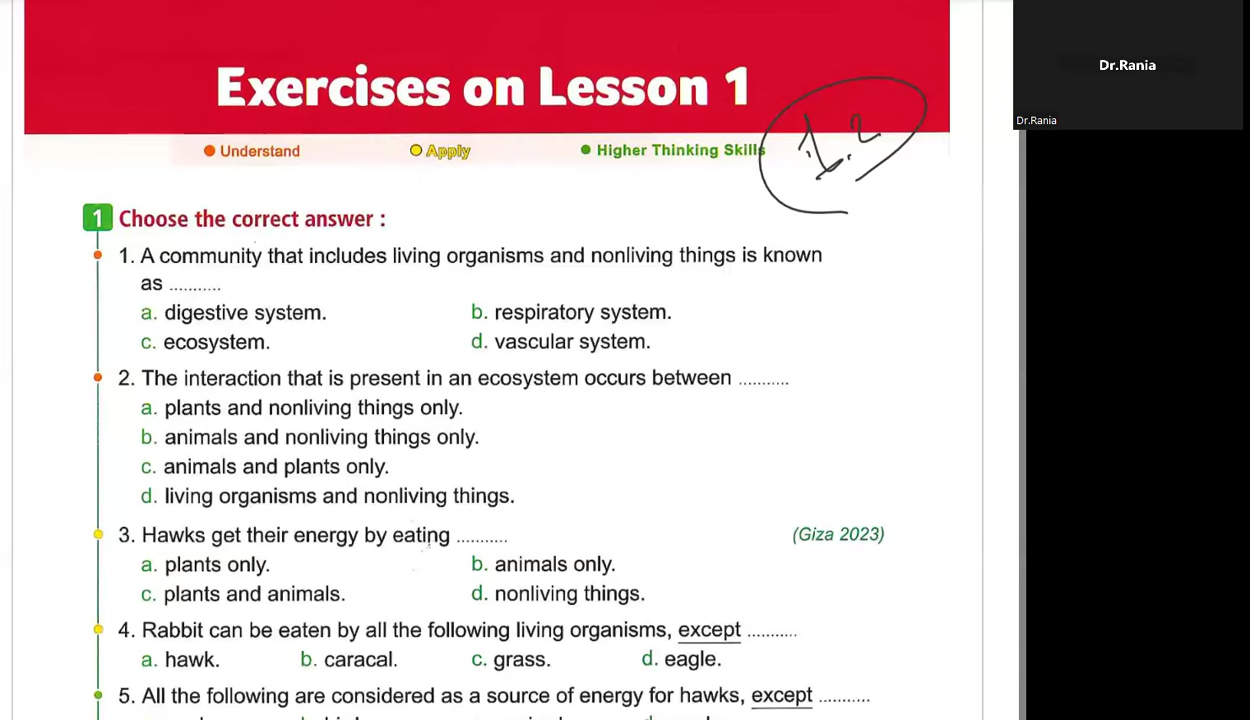 Exercises on Lesson 1
Dr.Rania
Dr.Rania
1.2
Understand
Apply
Higher Thinking Skills
1 Choose the correct answer :
1. A community that includes living organisms and nonliving things is known
as ...........
a. digestive system. b. respiratory system.
c. ecosystem. d. vascular system.
2. The interaction that is present in an ecosystem occurs between ...........
a. plants and nonliving things only.
b. animals and nonliving things only.
c. animals and plants only.
d. living organisms and nonliving things.
3. Hawks get their energy by eating ........... (Giza 2023)
a. plants only. b. animals only.
c. plants and animals. d. nonliving things.
4. Rabbit can be eaten by all the following living organisms, except ...........
a. hawk. b. caracal. c. grass. d. eagle.
5. All the following are considered as a source of energy for hawks, except ...........